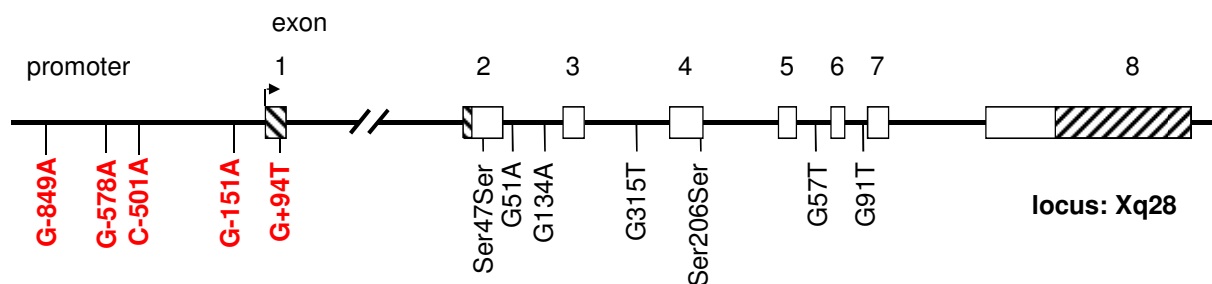 exon
promoter 1 2 3 4 5 6 7 8
G-849A
G-578A
C-501A
G-151A
G+94T
Ser47Ser
G51A
G134A
G315T
Ser206Ser
G57T
G91T
locus: Xq28